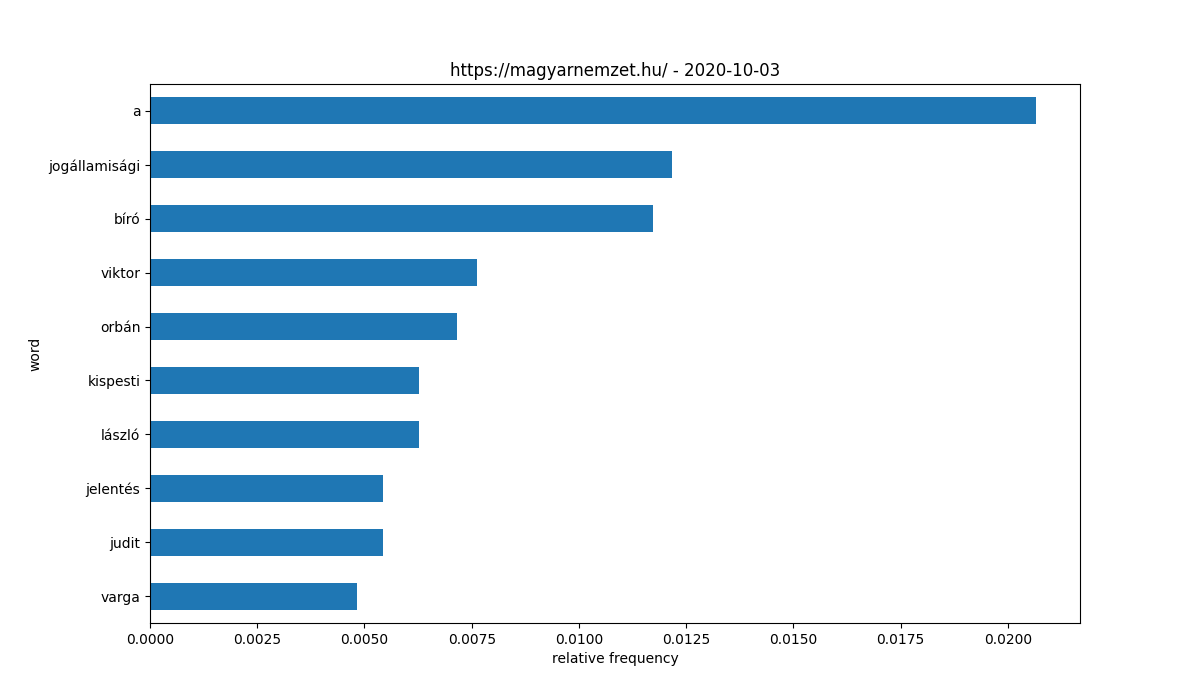 https://magyarnemzet.hu/ - 2020-10-03
a
jogállamisági
bíró
viktor
orbán
kispesti
lászló
jelentés
judit
varga
word
0.0000 0.0025 0.0050 0.0075 0.0100 0.0125 0.0150 0.0175 0.0200
relative frequency